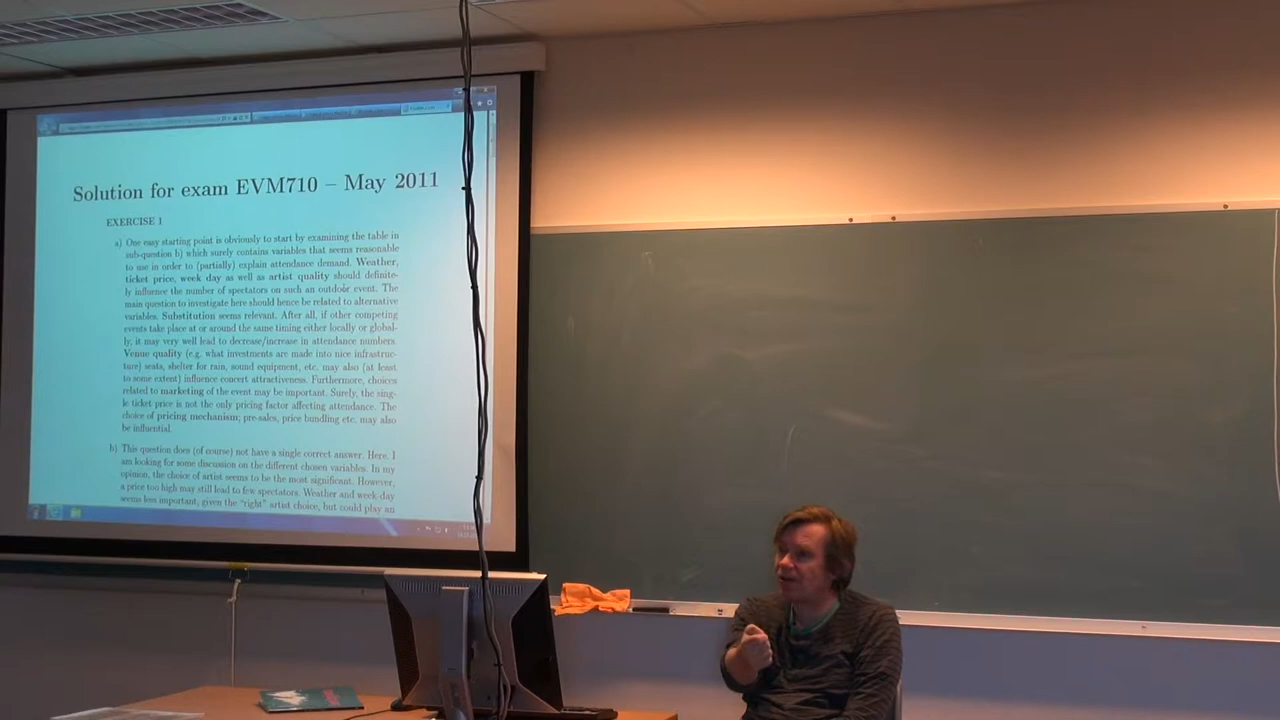 Solution for exam EVM710 – May 2011
EXERCISE 1
a) One easy starting point is obviously to start by examining the table in
sub-question b) which surely contains variables that seems reasonable
to use in order to (partially) explain attendance demand. Weather,
ticket price, week day as well as artist quality should definite-
ly influence the number of spectators on such an outdoor event. The
main question to investigate here should hence be related to alternative
variables. Substitution seems relevant. After all, if other competing
events take place at or around the same timing either locally or global-
ly, it may very well lead to decrease/increase in attendance numbers.
Venue quality (e.g. what investments are made into nice infrastruc-
ture) seats, shelter for rain, sound equipment, etc. may also (at least
to some extent) influence concert attractiveness. Furthermore, choices
related to marketing of the event may be important. Surely, the sing-
le ticket price is not the only pricing factor affecting attendance. The
choice of pricing mechanism; pre-sales, price bundling etc. may also
be influential.
b) This question does (of course) not have a single correct answer. Here, I
am looking for some discussion on the different chosen variables. In my
opinion, the choice of artist seems to be the most significant. However,
a price too high may still lead to few spectators. Weather and week-day
seems less important, given the "right" artist choice, but could play an